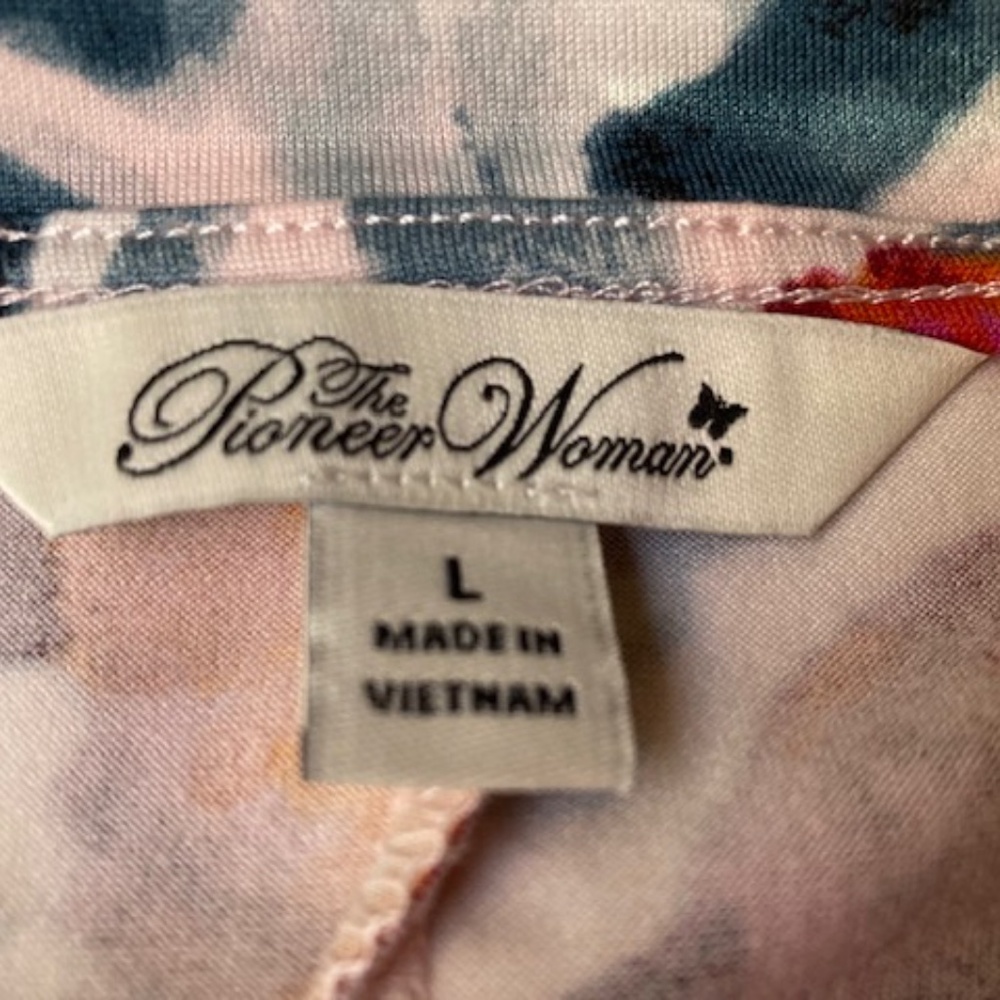 The
Pioneer Woman
L
MADE IN
VIETNAM